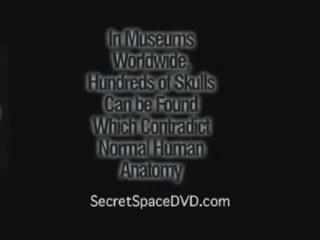 In Museums
Worldwide,
Hundreds of Skulls
Can be Found
Which Contradict
Normal Human
Anatomy
SecretSpaceDVD.com